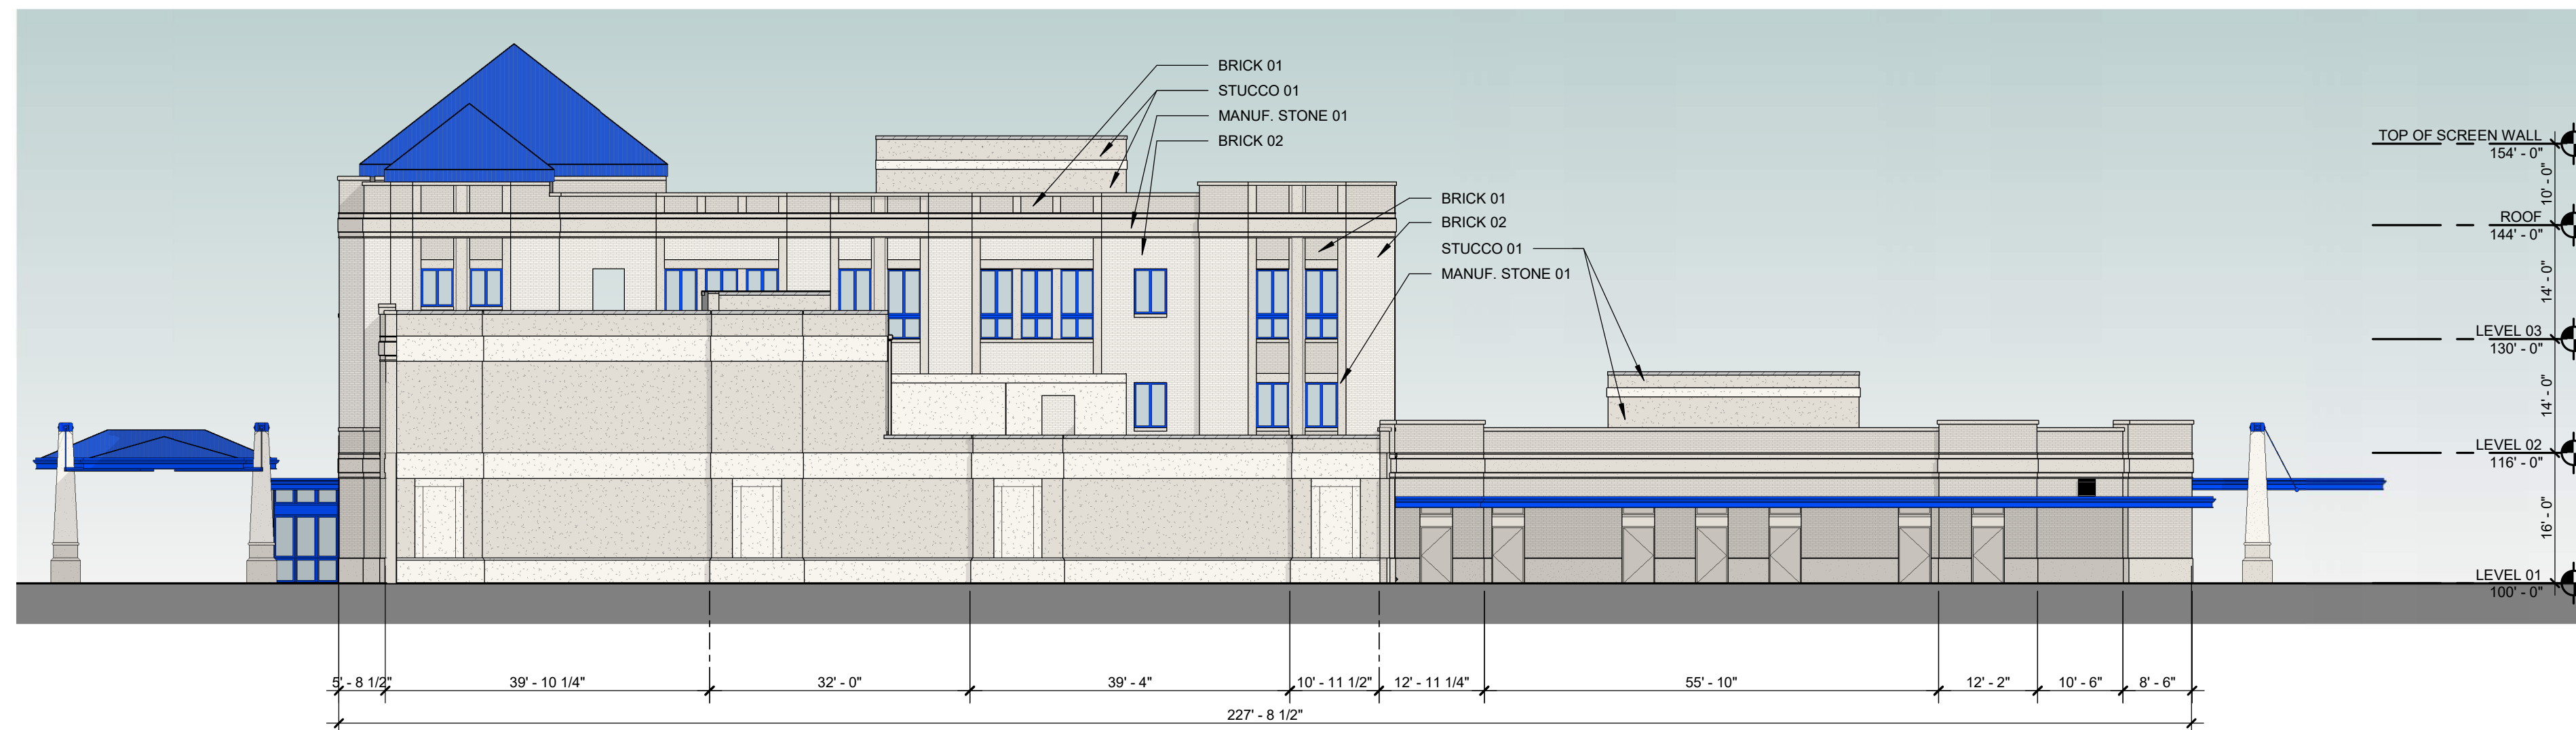 BRICK 01
STUCCO 01
MANUF. STONE 01
BRICK 02
BRICK 01
BRICK 02
STUCCO 01
MANUF. STONE 01
TOP OF SCREEN WALL
154' - 0"
10' - 0"
ROOF
144' - 0"
14' - 0"
LEVEL 03
130' - 0"
14' - 0"
LEVEL 02
116' - 0"
16' - 0"
LEVEL 01
100' - 0"
5' - 8 1/2" 39' - 10 1/4" 32' - 0" 39' - 4" 10' - 11 1/2" 12' - 11 1/4" 55' - 10" 12' - 2" 10' - 6" 8' - 6"
227' - 8 1/2"